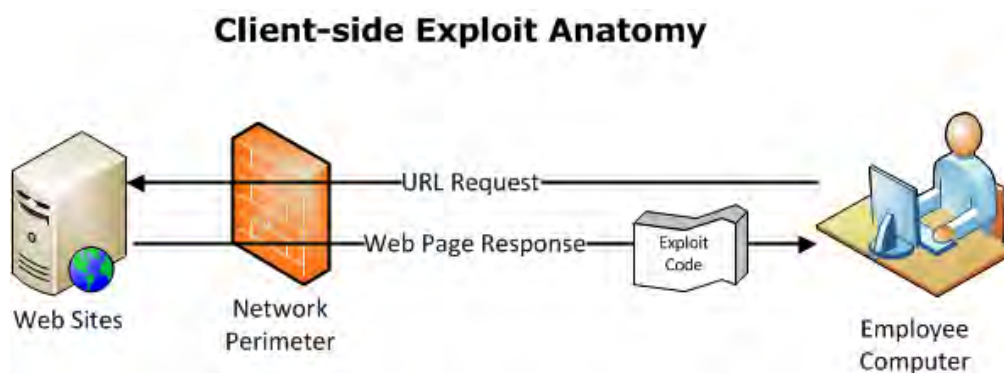 Client-side Exploit Anatomy
URL Request
Web Page Response
Exploit
Code
Web Sites
Network
Perimeter
Employee
Computer